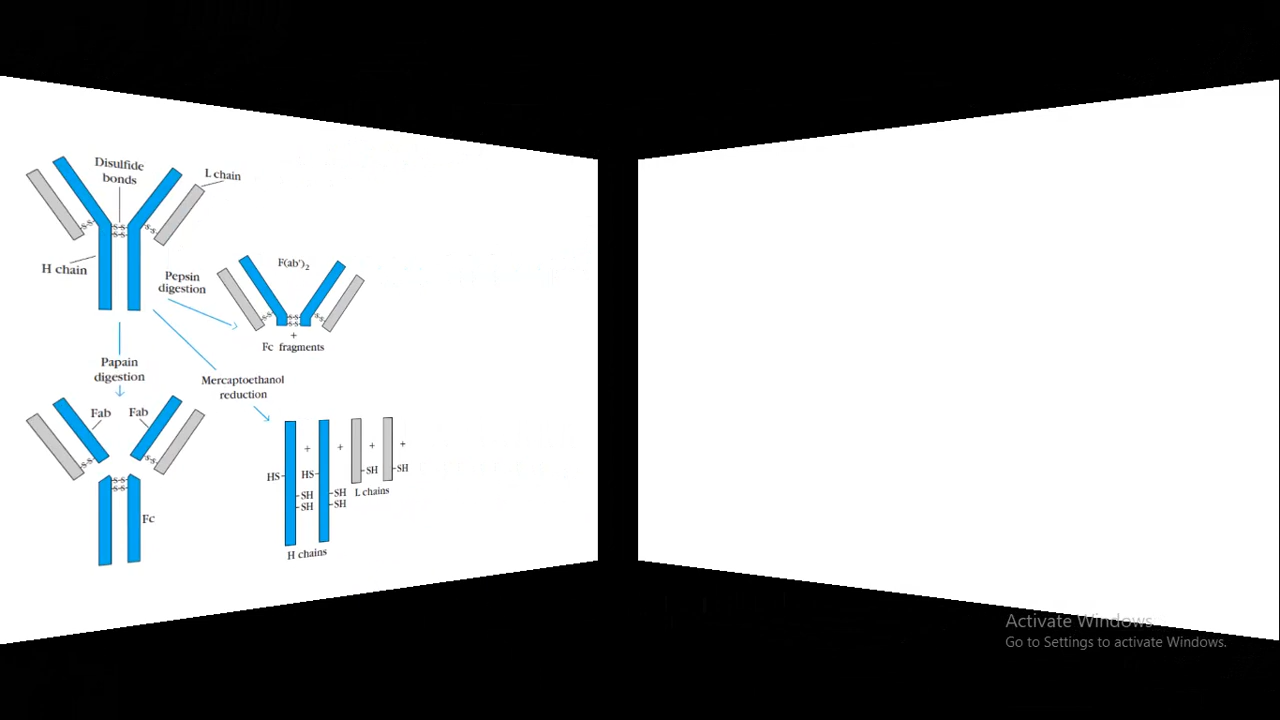 Disulfide
bonds
L chain
H chain
Pepsin
digestion
F(ab')2
+
Fc fragments
Papain
digestion
Mercaptoethanol
reduction
Fab
Fab
Fc
S-S
S-S
S-S
S-S
S-S
S-S
S-S
S-S
S-S
S-S
S-S
S-S
+
+
+
+
HS
HS
SH
SH
SH
SH
SH
SH
L chains
H chains
Activate Windows
Go to Settings to activate Windows.